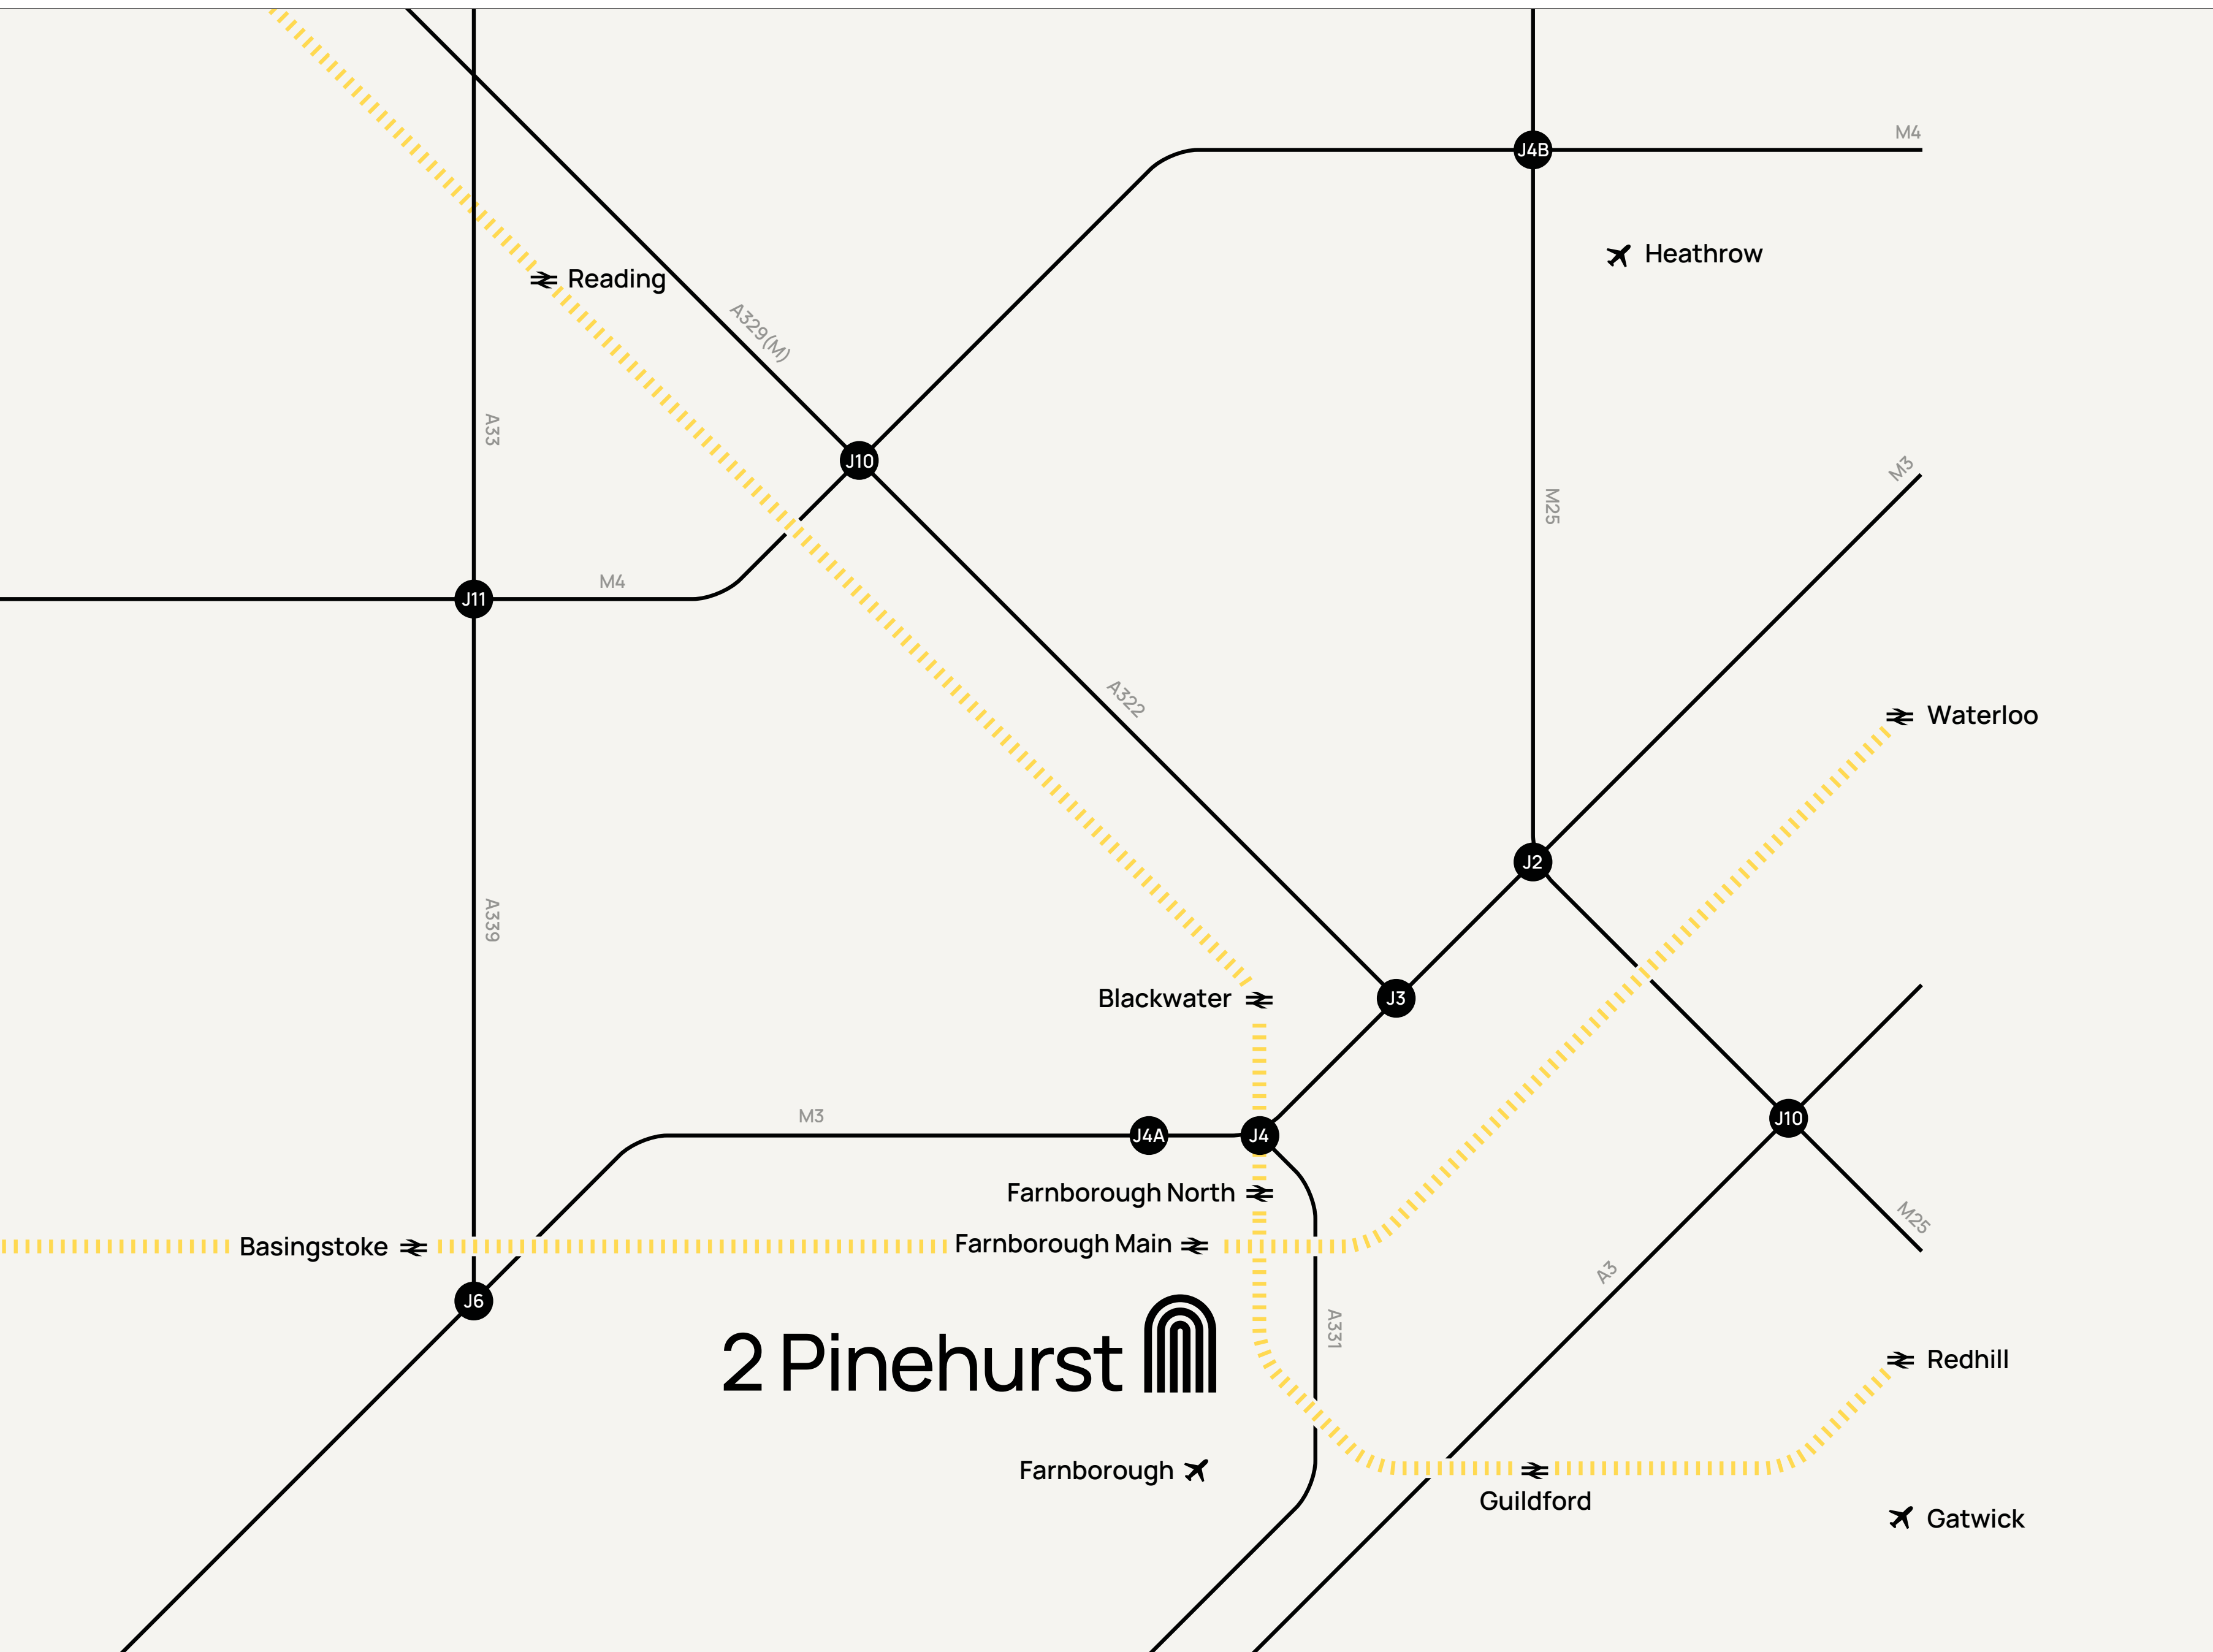 M4
J4B
Heathrow
Reading
A329(M)
A33
J10
M3
M25
J11
M4
A322
Waterloo
J2
A339
Blackwater
J3
M3
J4A
J4
J10
Farnborough North
M25
Basingstoke
Farnborough Main
A3
J6
A331
2 Pinehurst
Redhill
Farnborough
Guildford
Gatwick